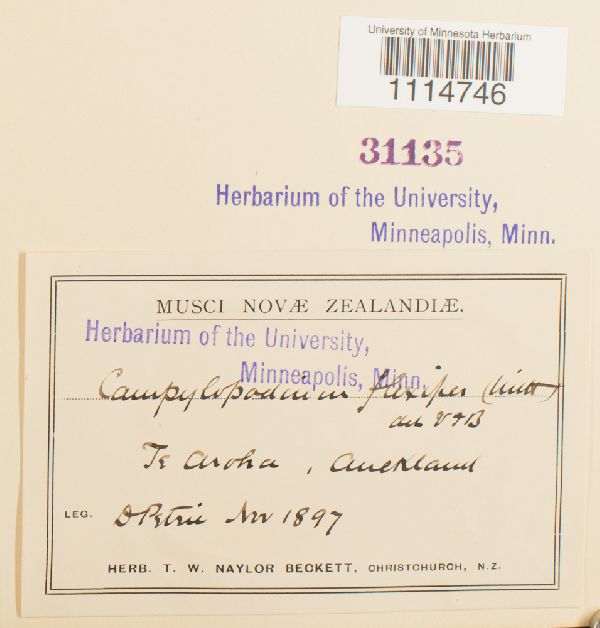 University of Minnesota Herbarium
1114746
31135
Herbarium of the University,
Minneapolis, Minn.
MUSCI NOVÆ ZEALANDIÆ.
Herbarium of the University,
Minneapolis, Minn.
Campylopodium flexipes (Mitt)
Te Aroha, Auckland
LEG. D Petrie Nov 1897
HERB. T. W. NAYLOR BECKETT, CHRISTCHURCH, N.Z.